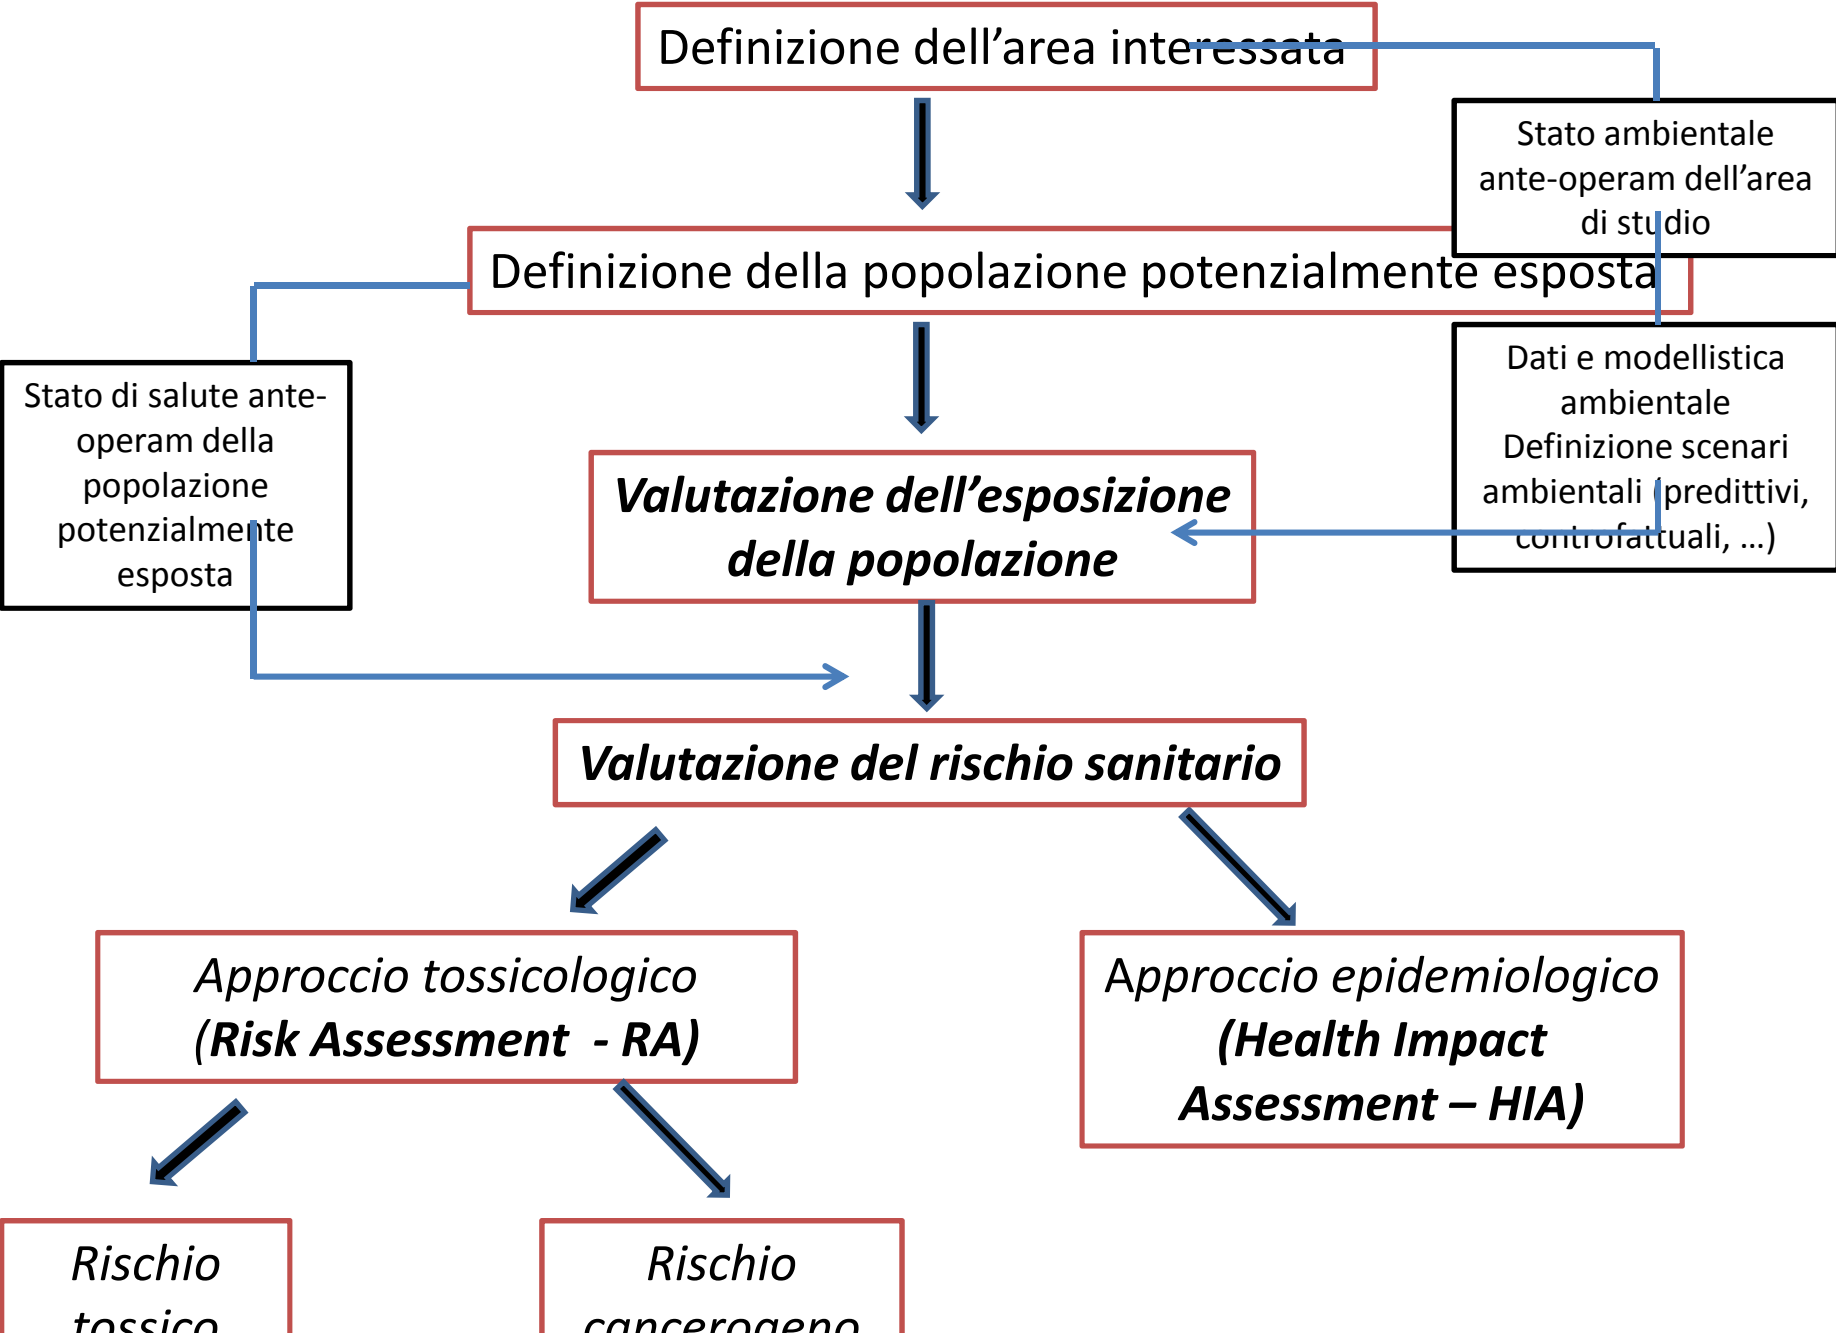 Definizione dell’area interessata
Stato ambientale
ante-operam dell’area
di studio
Definizione della popolazione potenzialmente esposta
Dati e modellistica
ambientale
Definizione scenari
ambientali (predittivi,
controfattuali, …)
Stato di salute ante-
operam della
popolazione
potenzialmente
esposta
Valutazione dell’esposizione
della popolazione
Valutazione del rischio sanitario
Approccio tossicologico
(Risk Assessment - RA)
Approccio epidemiologico
(Health Impact
Assessment – HIA)
Rischio
tossico
Rischio
cancerogeno